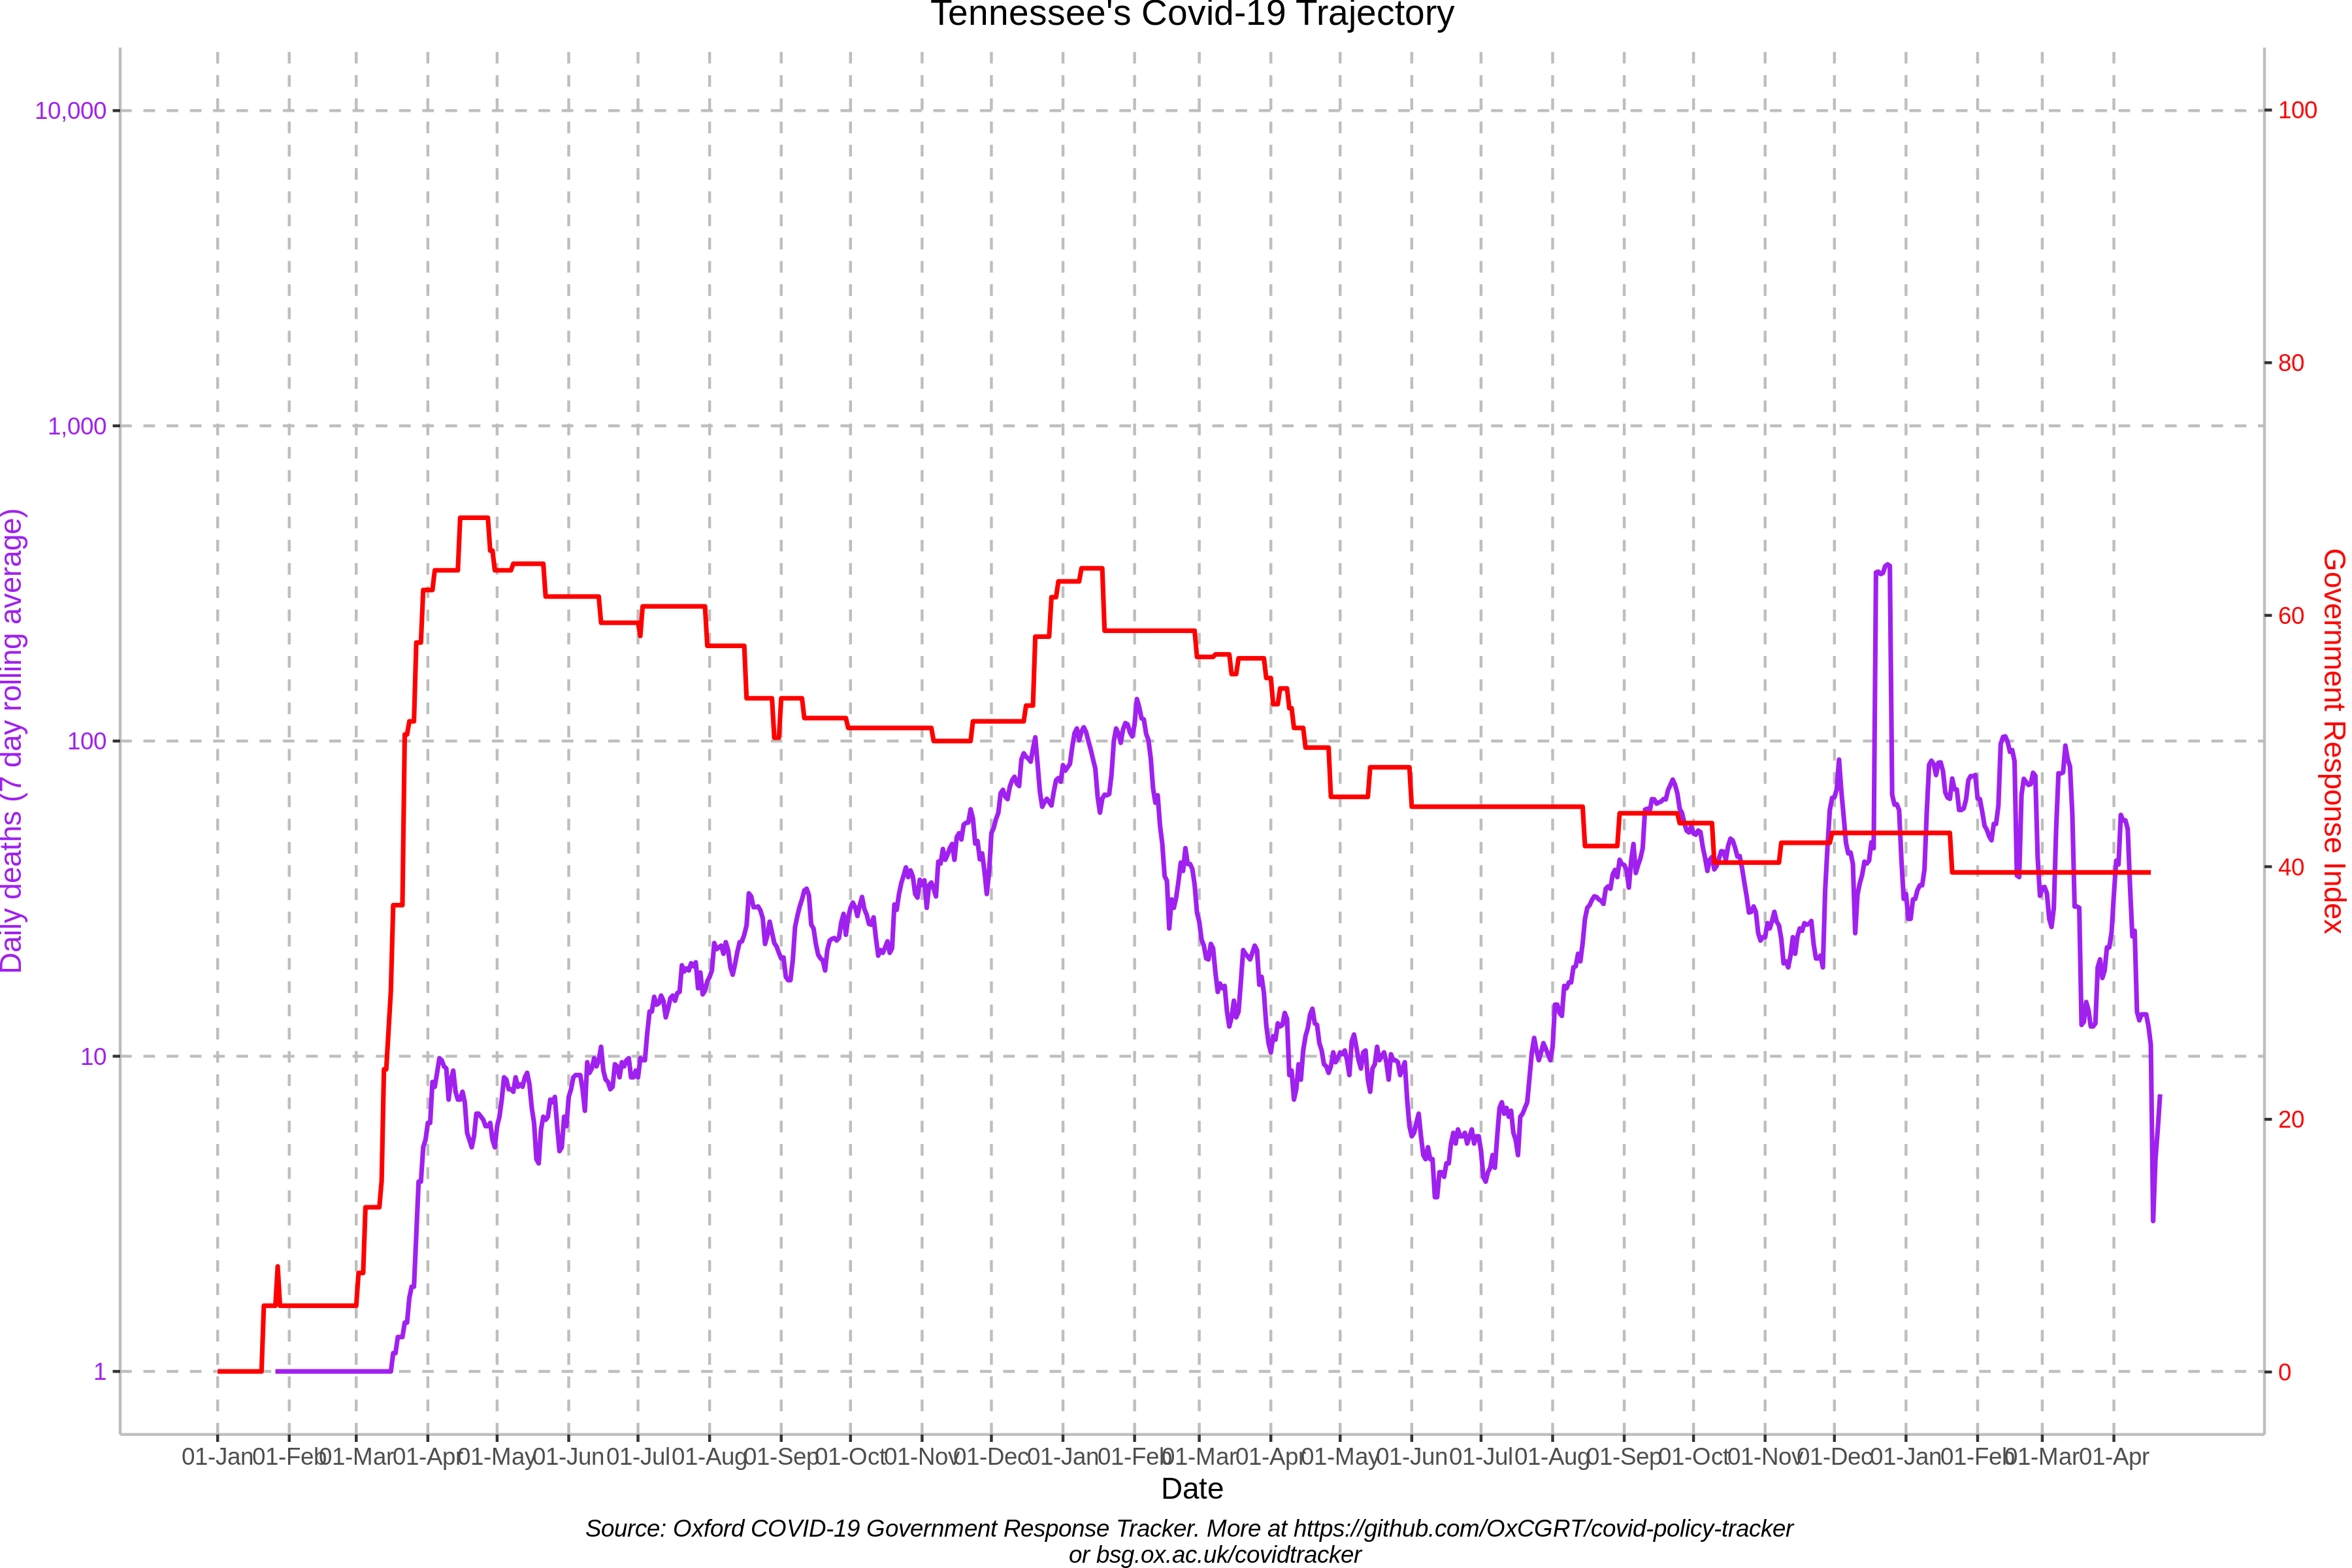 Tennessee's Covid-19 Trajectory
10,000
1,000
100
10
1
Daily deaths (7 day rolling average)
100
80
60
40
20
0
Government Response Index
01-Jan 01-Feb 01-Mar 01-Apr 01-May 01-Jun 01-Jul 01-Aug 01-Sep 01-Oct 01-Nov 01-Dec 01-Jan 01-Feb 01-Mar 01-Apr 01-May 01-Jun 01-Jul 01-Aug 01-Sep 01-Oct 01-Nov 01-Dec 01-Jan 01-Feb 01-Mar 01-Apr
Date
Source: Oxford COVID-19 Government Response Tracker. More at https://github.com/OxCGRT/covid-policy-tracker
or bsg.ox.ac.uk/covidtracker